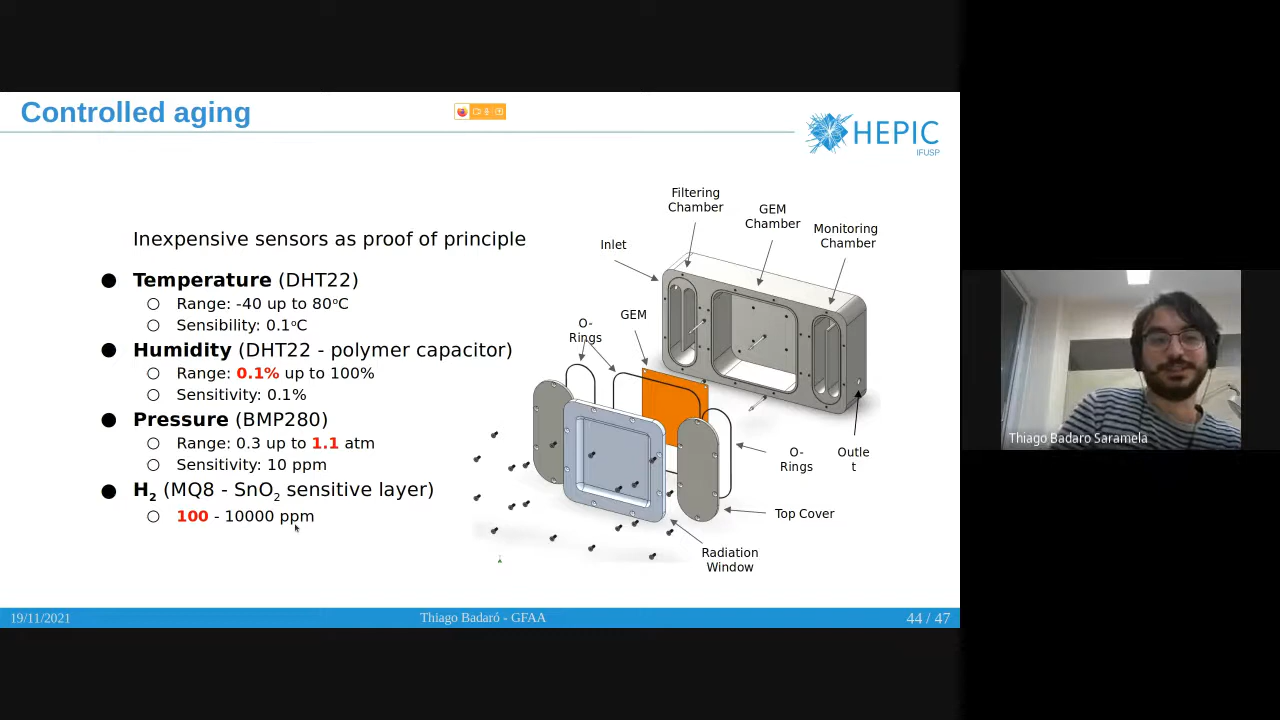 Controlled aging
HEPIC
IFUSP
Inexpensive sensors as proof of principle
● Temperature (DHT22)
○ Range: -40 up to 80ºC
○ Sensibility: 0.1ºC
● Humidity (DHT22 - polymer capacitor)
○ Range: 0.1% up to 100%
○ Sensitivity: 0.1%
● Pressure (BMP280)
○ Range: 0.3 up to 1.1 atm
○ Sensitivity: 10 ppm
● H₂ (MQ8 - SnO₂ sensitive layer)
○ 100 - 10000 ppm
Filtering
Chamber
GEM
Chamber
Monitoring
Chamber
Inlet
GEM
O-
Rings
O-
Rings
Outle
t
Top Cover
Radiation
Window
19/11/2021
Thiago Badaró - GFAA
44 / 47
Thiago Badaro Saramela